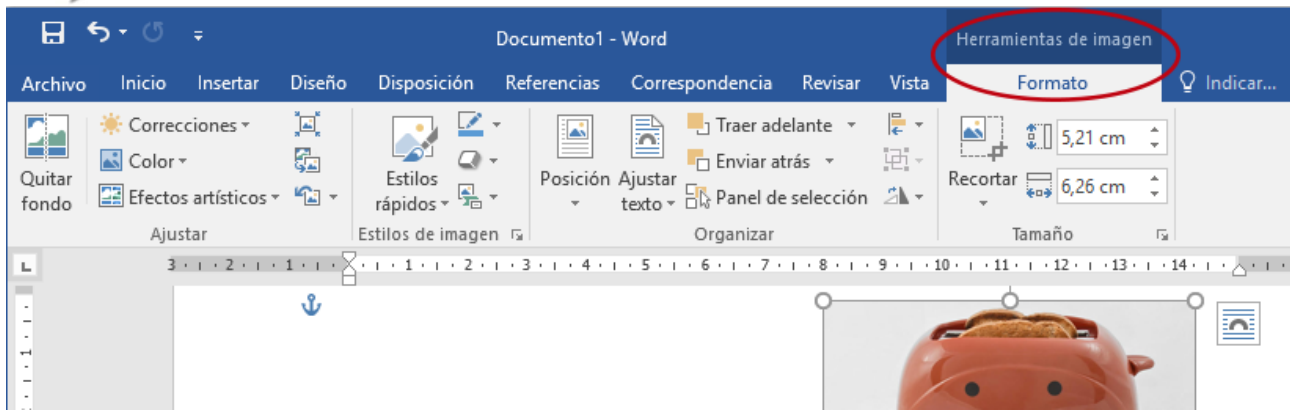 Documento1 - Word
Herramientas de imagen
Archivo Inicio Insertar Diseño Disposición Referencias Correspondencia Revisar Vista Formato Indicar...
Quitar fondo
Correcciones
Color
Efectos artísticos
Ajustar
Estilos rápidos
Estilos de imagen
Posición
Ajustar texto
Traer adelante
Enviar atrás
Panel de selección
Organizar
Recortar
5,21 cm
6,26 cm
Tamaño
L
3 2 1 1 2 3 4 5 6 7 8 9 10 11 12 13 14
1